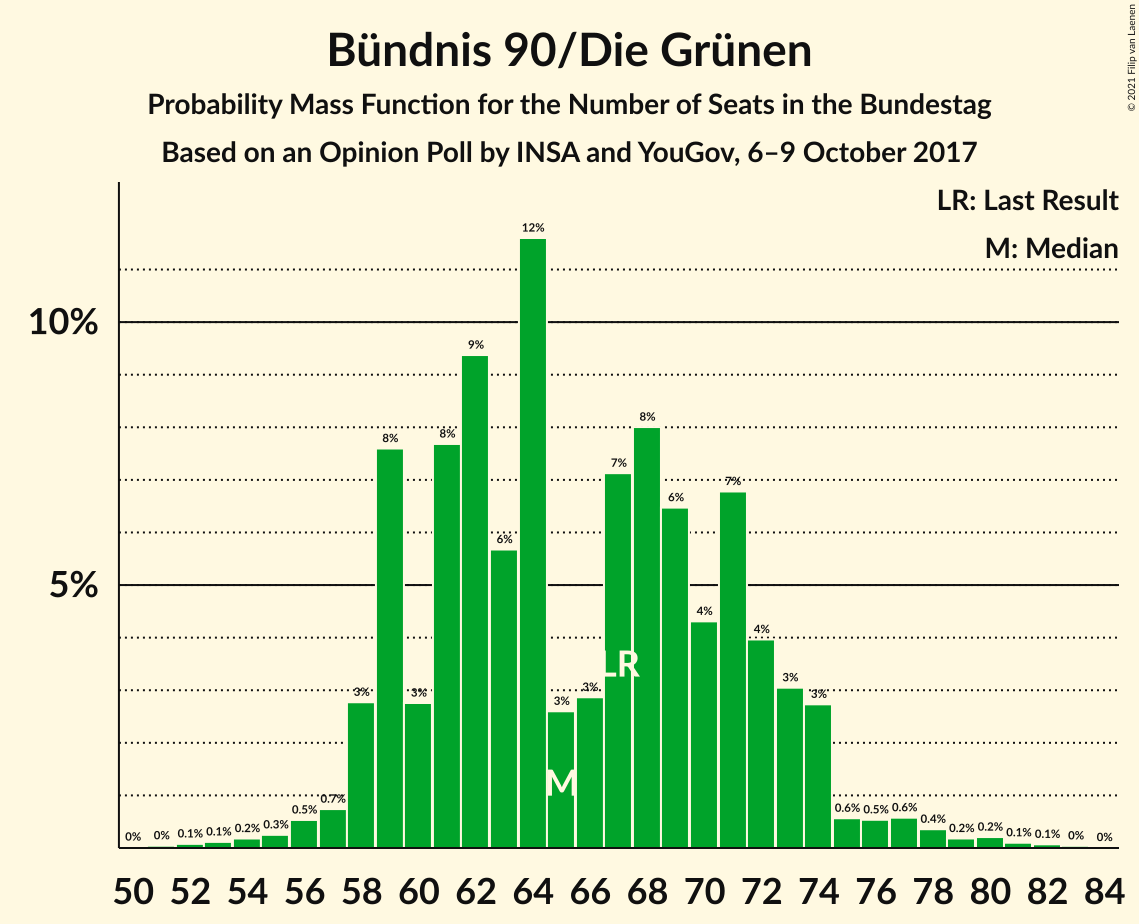 Bündnis 90/Die Grünen
Probability Mass Function for the Number of Seats in the Bundestag
Based on an Opinion Poll by INSA and YouGov, 6–9 October 2017
© 2021 Filip van Laenen
LR: Last Result
M: Median
10%
5%
0% 0% 0.1% 0.1% 0.2% 0.3% 0.5% 0.7% 3% 8% 3% 8% 9% 6% 12% 3% 3% 7% 8% 6% 4% 7% 4% 3% 3% 0.6% 0.5% 0.6% 0.4% 0.2% 0.2% 0.1% 0.1% 0% 0%
LR
M
50 52 54 56 58 60 62 64 66 68 70 72 74 76 78 80 82 84